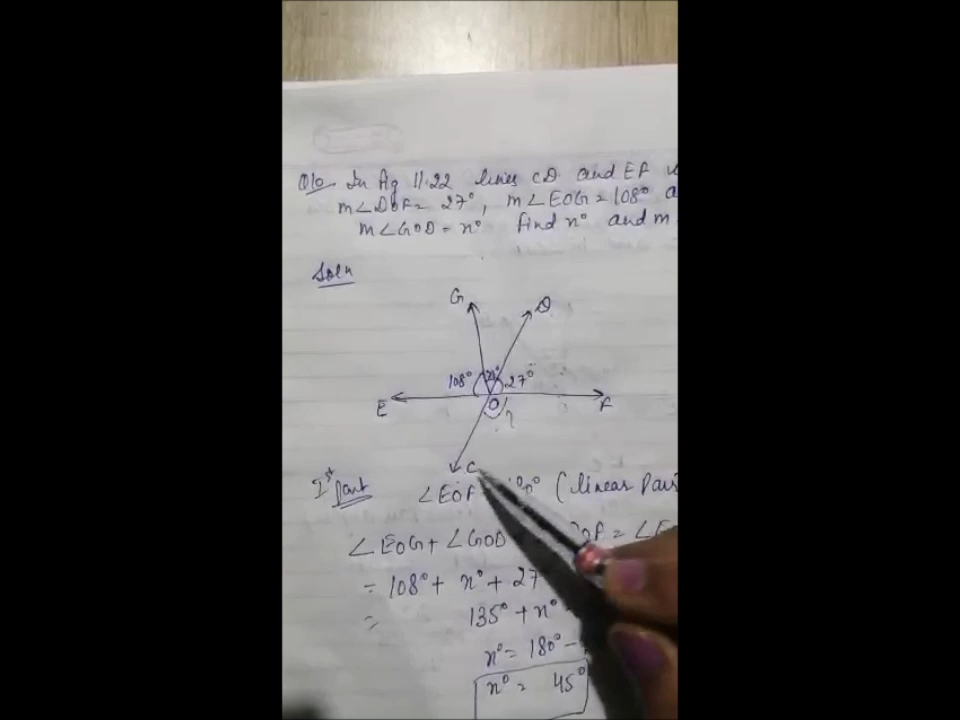 Q10. In fig 11.22 lines CD and EF
m∠DOF = 27°, m∠EOG = 108°
m∠GOD = n° find n° and m
Soln
G D
108° n° 27°
E O F
?
C
Ist Part ∠EOF (linear Pair
∠EOG + ∠GOD
= 108° + n° + 27
= 135° + n°
n° = 180° -
n° = 45°